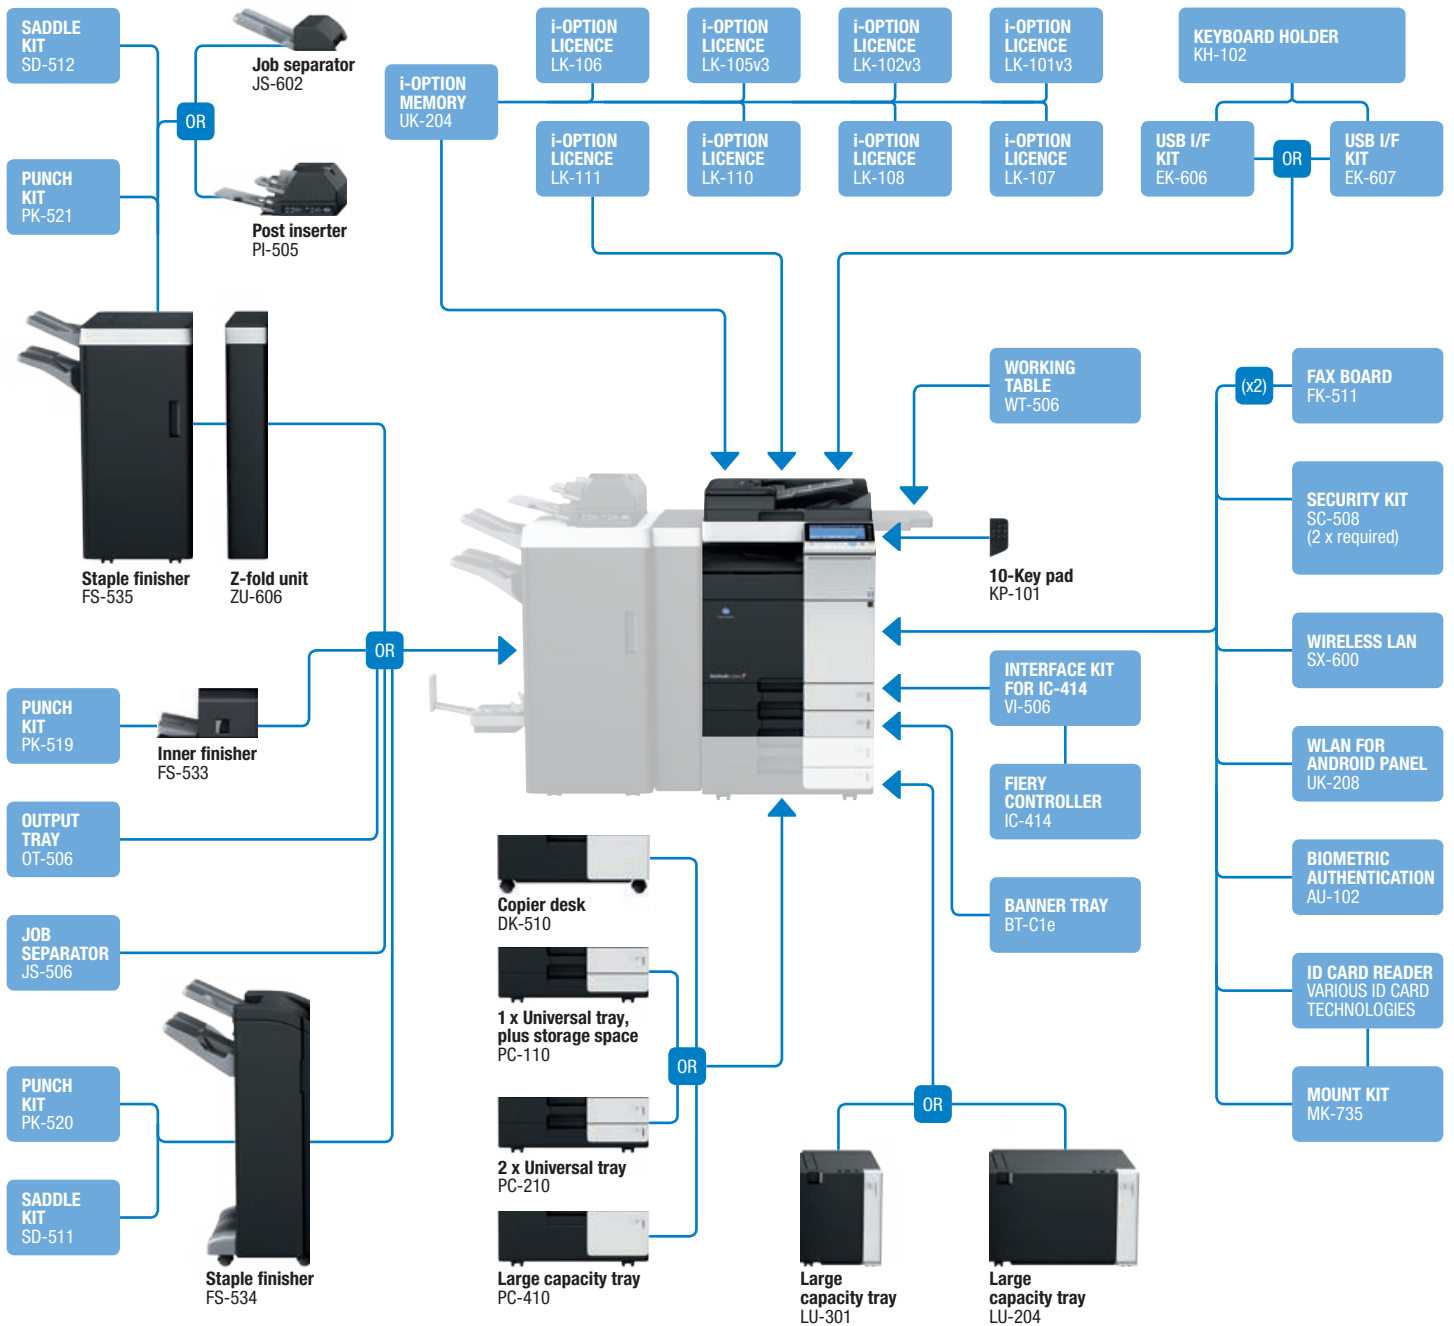 SADDLE
KIT
SD-512
Job separator
JS-602
OR
PUNCH
KIT
PK-521
Post inserter
PI-505
i-OPTION
MEMORY
UK-204
i-OPTION
LICENCE
LK-106
i-OPTION
LICENCE
LK-105v3
i-OPTION
LICENCE
LK-102v3
i-OPTION
LICENCE
LK-101v3
i-OPTION
LICENCE
LK-111
i-OPTION
LICENCE
LK-110
i-OPTION
LICENCE
LK-108
i-OPTION
LICENCE
LK-107
KEYBOARD HOLDER
KH-102
USB I/F
KIT
EK-606
OR
USB I/F
KIT
EK-607
Staple finisher
FS-535
Z-fold unit
ZU-606
OR
PUNCH
KIT
PK-519
Inner finisher
FS-533
OUTPUT
TRAY
OT-506
JOB
SEPARATOR
JS-506
PUNCH
KIT
PK-520
SADDLE
KIT
SD-511
Staple finisher
FS-534
WORKING
TABLE
WT-506
10-Key pad
KP-101
INTERFACE KIT
FOR IC-414
VI-506
FIERY
CONTROLLER
IC-414
BANNER TRAY
BT-C1e
Copier desk
DK-510
1 x Universal tray,
plus storage space
PC-110
OR
2 x Universal tray
PC-210
Large capacity tray
PC-410
OR
Large
capacity tray
LU-301
Large
capacity tray
LU-204
(x2)
FAX BOARD
FK-511
SECURITY KIT
SC-508
(2 x required)
WIRELESS LAN
SX-600
WLAN FOR
ANDROID PANEL
UK-208
BIOMETRIC
AUTHENTICATION
AU-102
ID CARD READER
VARIOUS ID CARD
TECHNOLOGIES
MOUNT KIT
MK-735